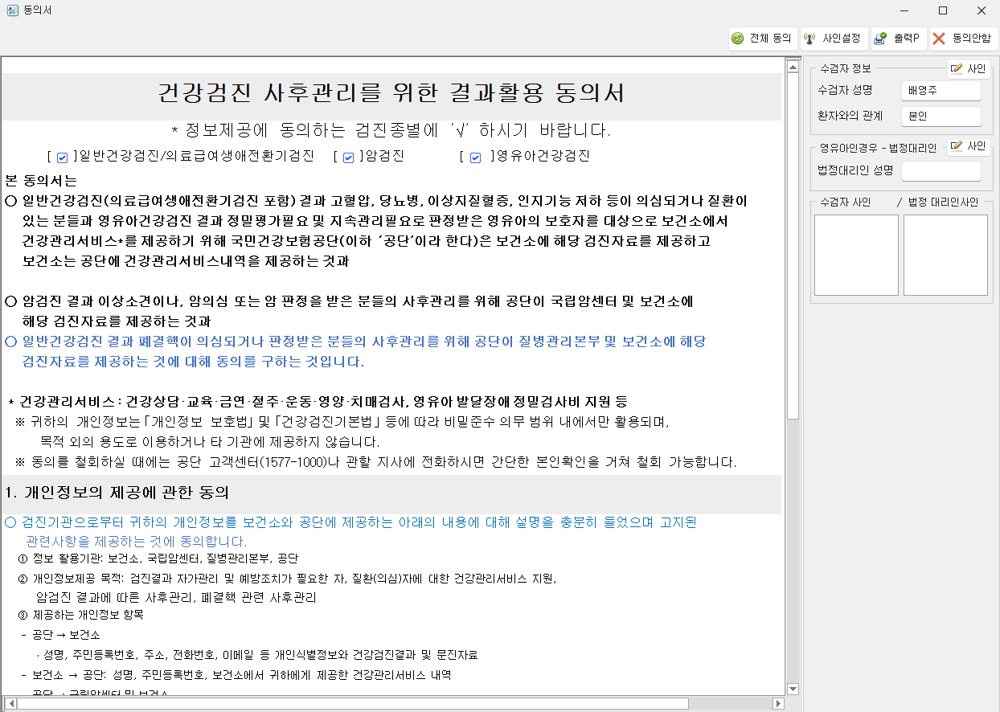 동의서
전체 동의 사인설정 출력P 동의안함
건강검진 사후관리를 위한 결과활용 동의서
* 정보제공에 동의하는 검진종별에 ‘√’ 하시기 바랍니다.
[ ☑ ]일반건강검진/의료급여생애전환기검진 [ ☑ ]암검진 [ ☑ ]영유아건강검진
본 동의서는
○ 일반건강검진(의료급여생애전환기검진 포함) 결과 고혈압, 당뇨병, 이상지질혈증, 인지기능 저하 등이 의심되거나 질환이
있는 분들과 영유아건강검진 결과 정밀평가필요 및 지속관리필요로 판정받은 영유아의 보호자를 대상으로 보건소에서
건강관리서비스*를 제공하기 위해 국민건강보험공단(이하 ‘공단’이라 한다)은 보건소에 해당 검진자료를 제공하고
보건소는 공단에 건강관리서비스내역을 제공하는 것과
○ 암검진 결과 이상소견이나, 암의심 또는 암 판정을 받은 분들의 사후관리를 위해 공단이 국립암센터 및 보건소에
해당 검진자료를 제공하는 것과
○ 일반건강검진 결과 폐결핵이 의심되거나 판정받은 분들의 사후관리를 위해 공단이 질병관리본부 및 보건소에 해당
검진자료를 제공하는 것에 대해 동의를 구하는 것입니다.
* 건강관리서비스 : 건강상담·교육·금연·절주·운동·영양·치매검사, 영유아 발달장애 정밀검사비 지원 등
※ 귀하의 개인정보는 「개인정보 보호법」 및 「건강검진기본법」 등에 따라 비밀준수 의무 범위 내에서만 활용되며,
목적 외의 용도로 이용하거나 타 기관에 제공하지 않습니다.
※ 동의를 철회하실 때에는 공단 고객센터(1577-1000)나 관할 지사에 전화하시면 간단한 본인확인을 거쳐 철회 가능합니다.
1. 개인정보의 제공에 관한 동의
○ 검진기관으로부터 귀하의 개인정보를 보건소와 공단에 제공하는 아래의 내용에 대해 설명을 충분히 들었으며 고지된
관련사항을 제공하는 것에 동의합니다.
① 정보 활용기관: 보건소, 국립암센터, 질병관리본부, 공단
② 개인정보제공 목적: 검진결과 자가관리 및 예방조치가 필요한 자, 질환(의심)자에 대한 건강관리서비스 지원,
암검진 결과에 따른 사후관리, 폐결핵 관련 사후관리
③ 제공하는 개인정보 항목
- 공단 → 보건소
· 성명, 주민등록번호, 주소, 전화번호, 이메일 등 개인식별정보와 건강검진결과 및 문진자료
- 보건소 → 공단: 성명, 주민등록번호, 보건소에서 귀하에게 제공한 건강관리서비스 내역
공단 → 국립암센터 및 보건소
수검자 정보 사인
수검자 성명 배영주
환자와의 관계 본인
영유아인경우 - 법정대리인 사인
법정대리인 성명
수검자 사인 / 법정 대리인사인